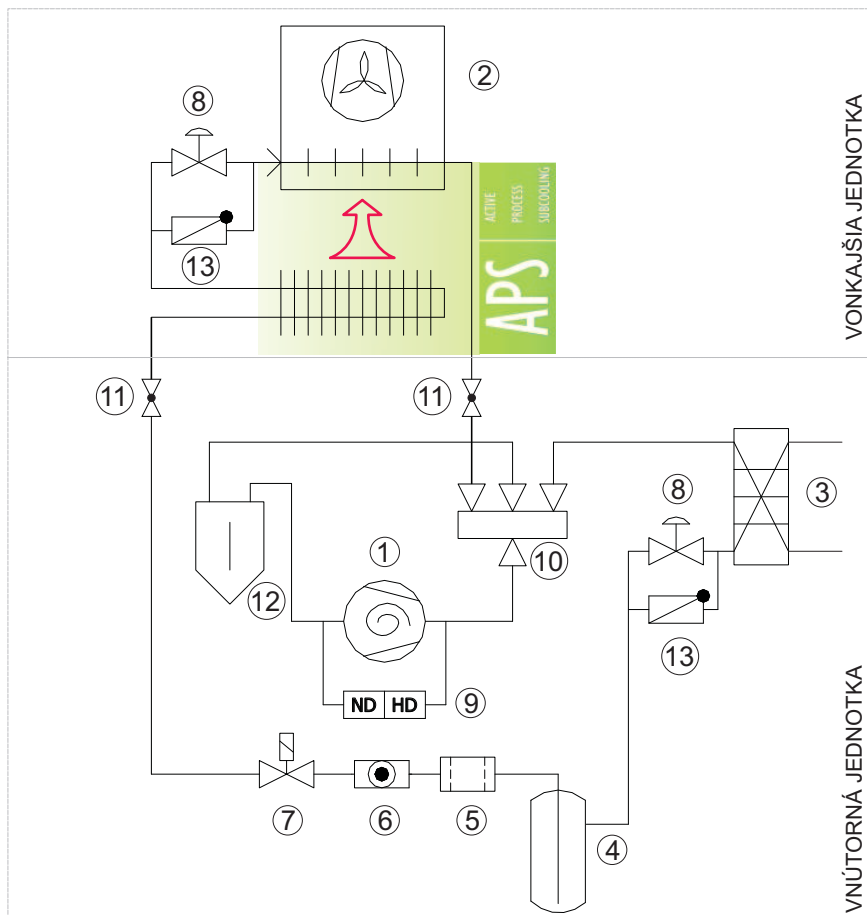 2
8
VONKAJŠIA JEDNOTKA
ACTIVE
PROCESS
SUBCOOLING
APS
13
11
11
3
8
1
10
12
13
ND HD
9
VNÚTORNÁ JEDNOTKA
7
6
5
4